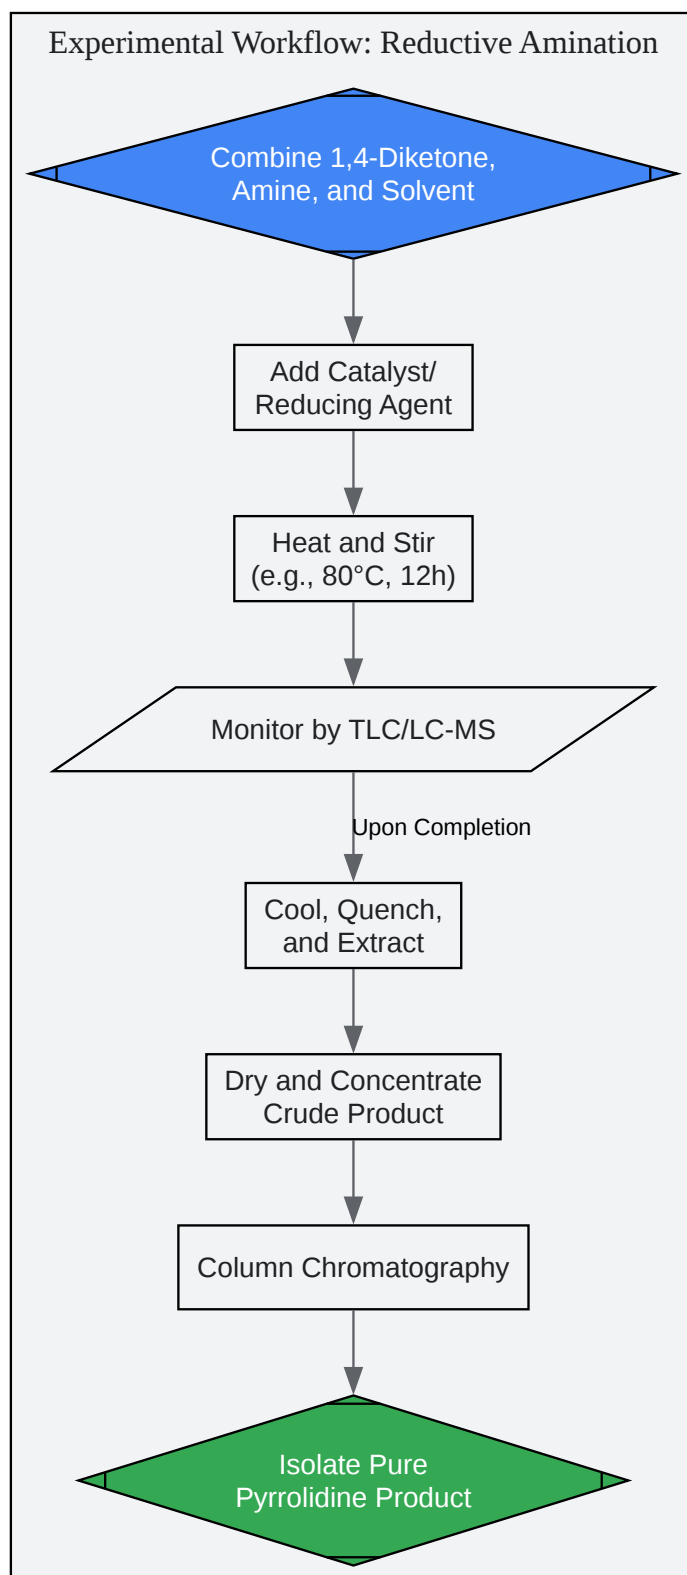 Experimental Workflow: Reductive Amination
Combine 1,4-Diketone,
Amine, and Solvent
Add Catalyst/
Reducing Agent
Heat and Stir
(e.g., 80°C, 12h)
Monitor by TLC/LC-MS
Upon Completion
Cool, Quench,
and Extract
Dry and Concentrate
Crude Product
Column Chromatography
Isolate Pure
Pyrrolidine Product